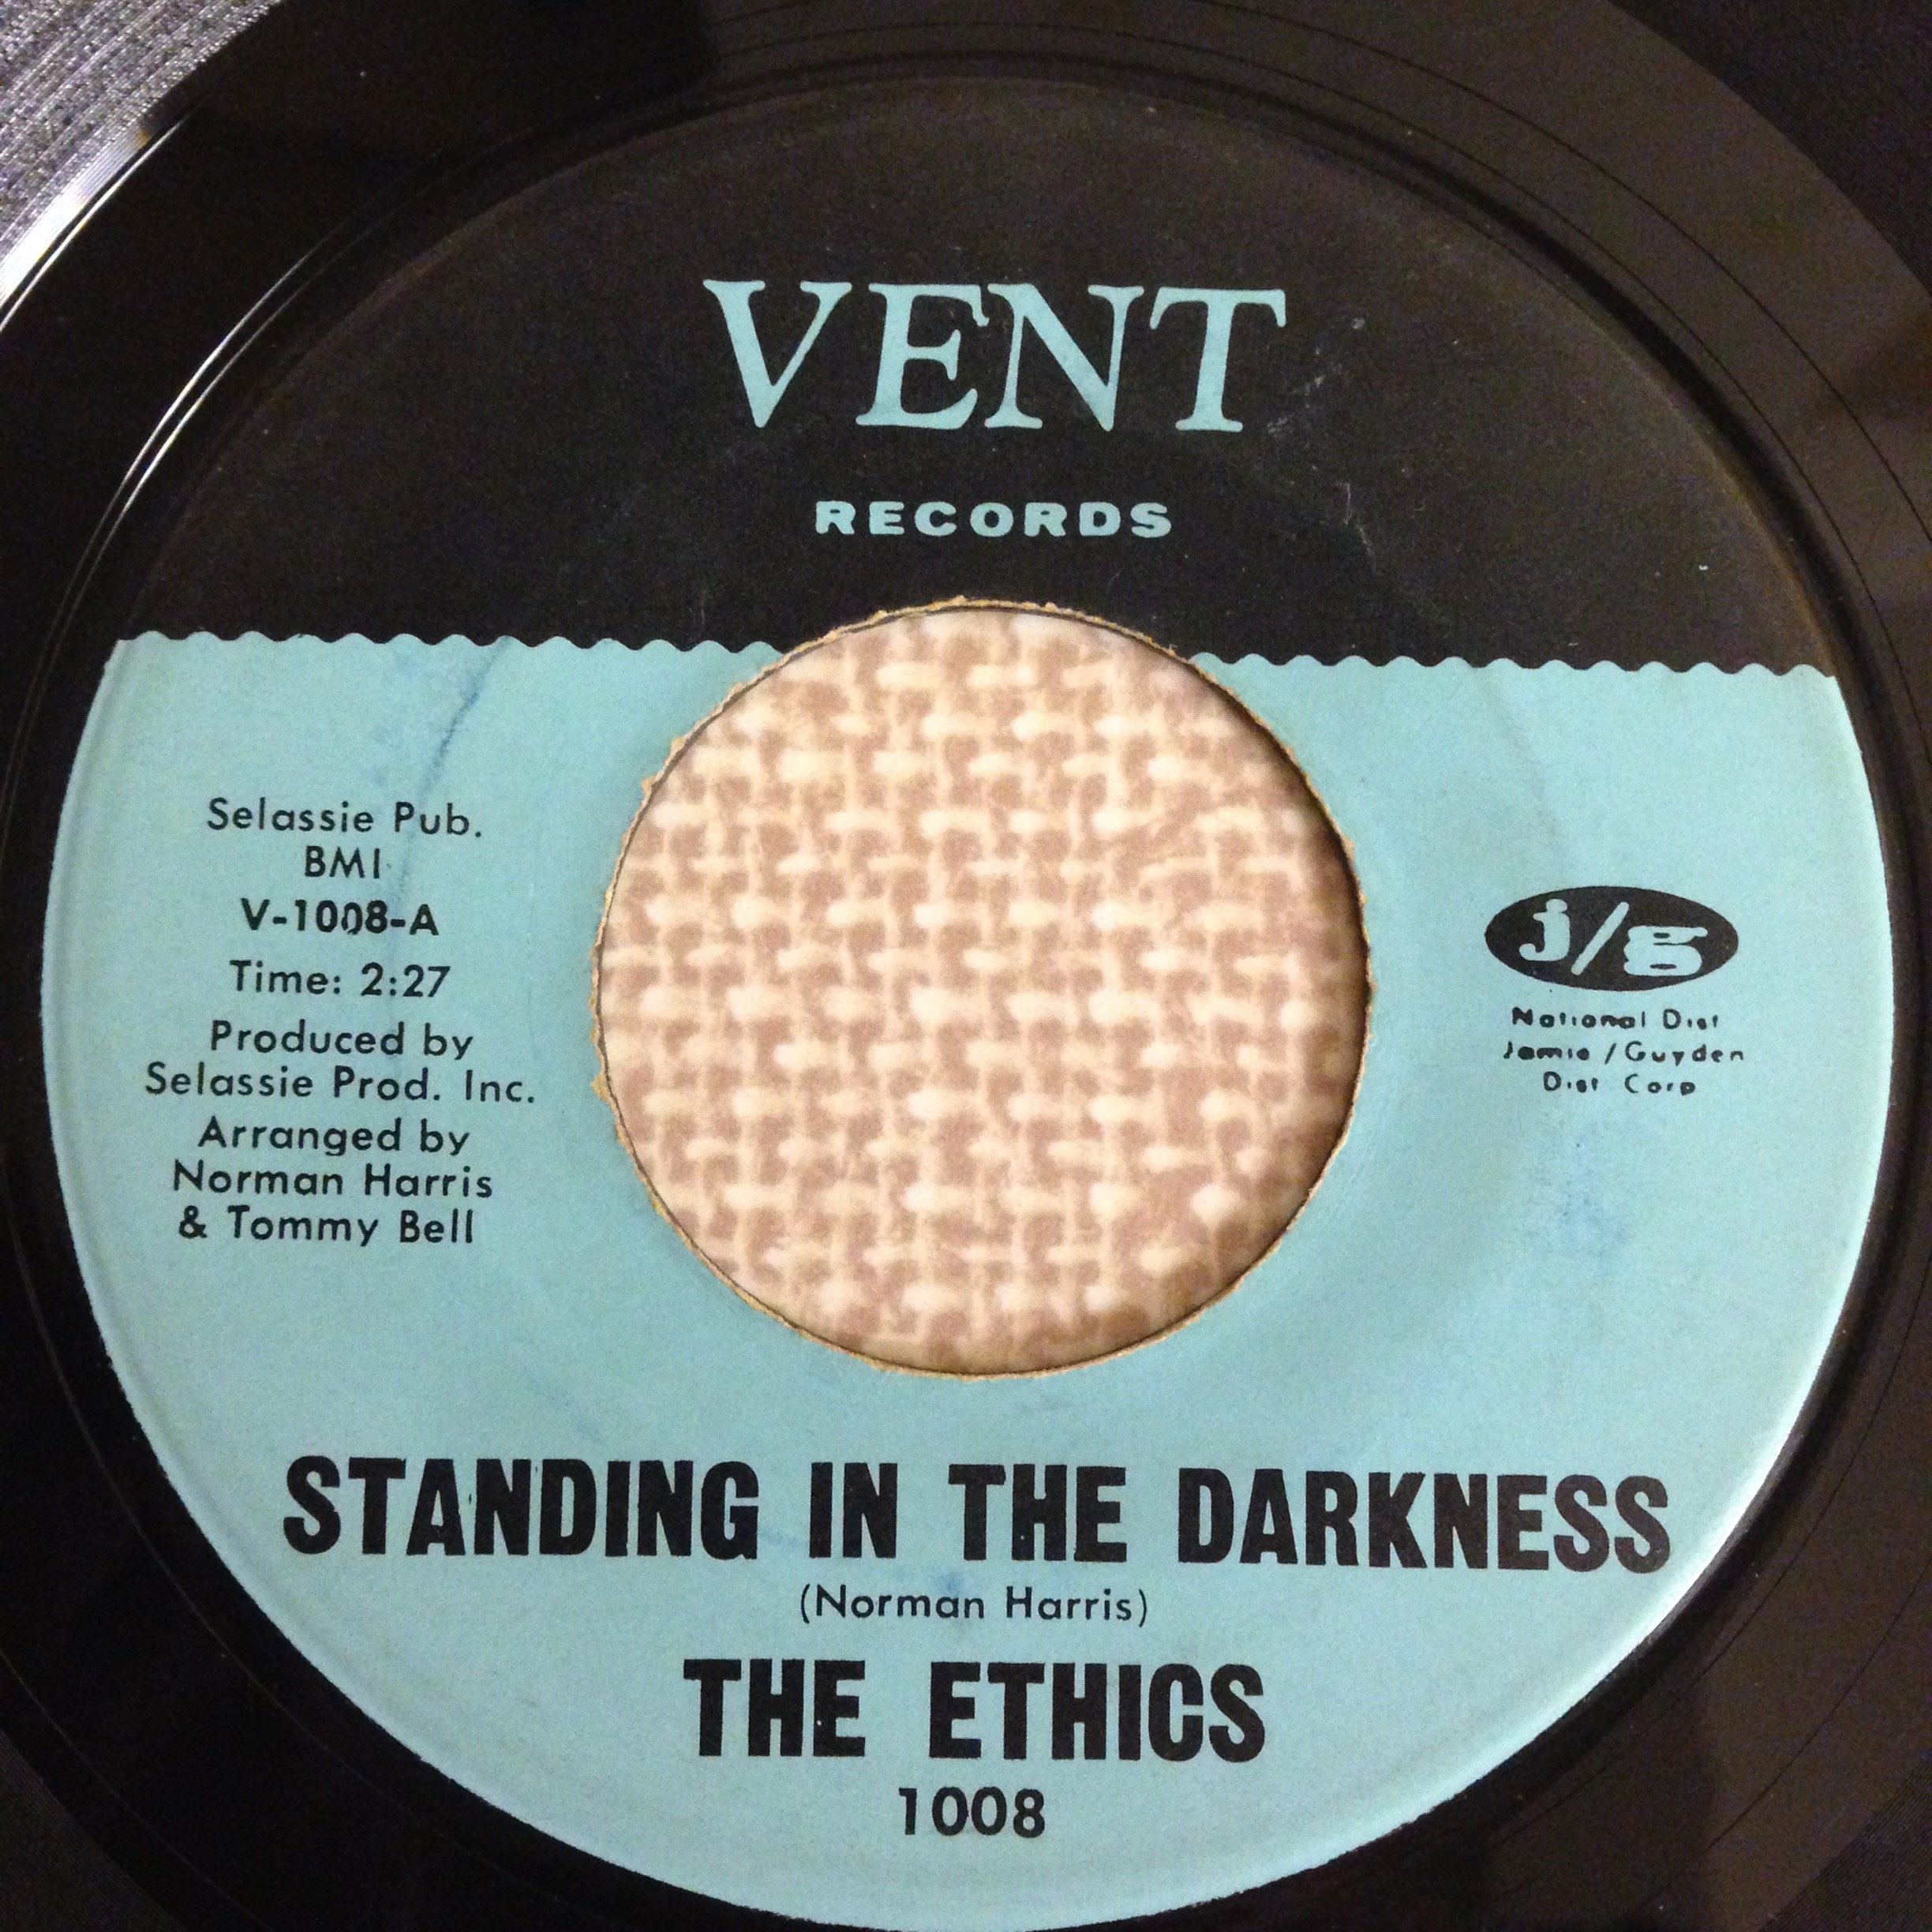 VENT
RECORDS
Selassie Pub.
BMI
V-1008-A
Time: 2:27
Produced by
Selassie Prod. Inc.
Arranged by
Norman Harris
& Tommy Bell
j/g
National Dist
Jamie / Guyden
Dist Corp
STANDING IN THE DARKNESS
(Norman Harris)
THE ETHICS
1008